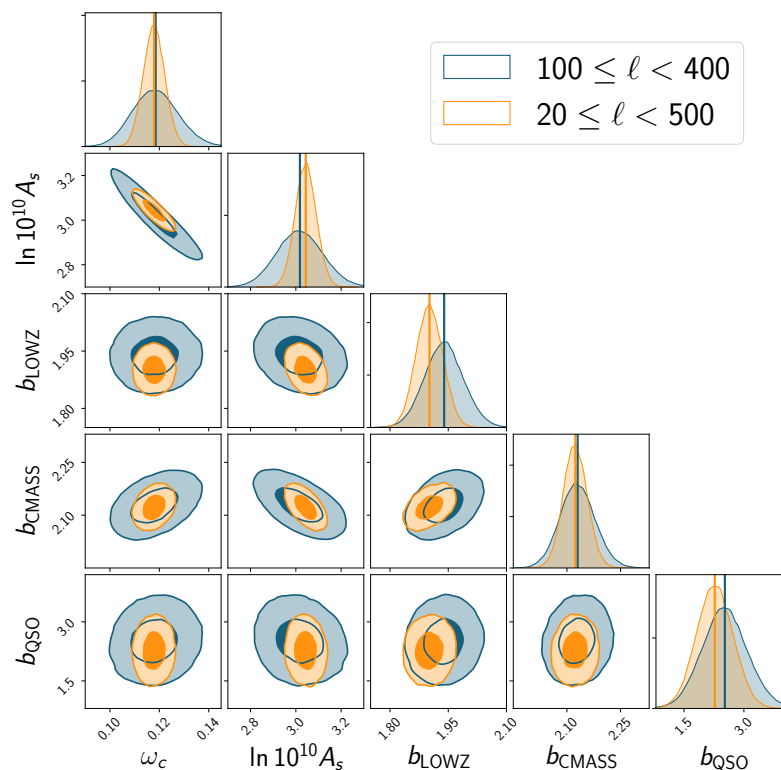 100 ≤ ℓ < 400
20 ≤ ℓ < 500
ln 10¹⁰Aₛ
3.2
3.0
2.8
b_LOWZ
2.10
1.95
1.80
b_CMASS
2.25
2.10
b_QSO
3.0
1.5
0.10 0.12 0.14
2.8 3.0 3.2
1.80 1.95 2.10
2.10 2.25
1.5 3.0
ω_c ln 10¹⁰Aₛ b_LOWZ b_CMASS b_QSO